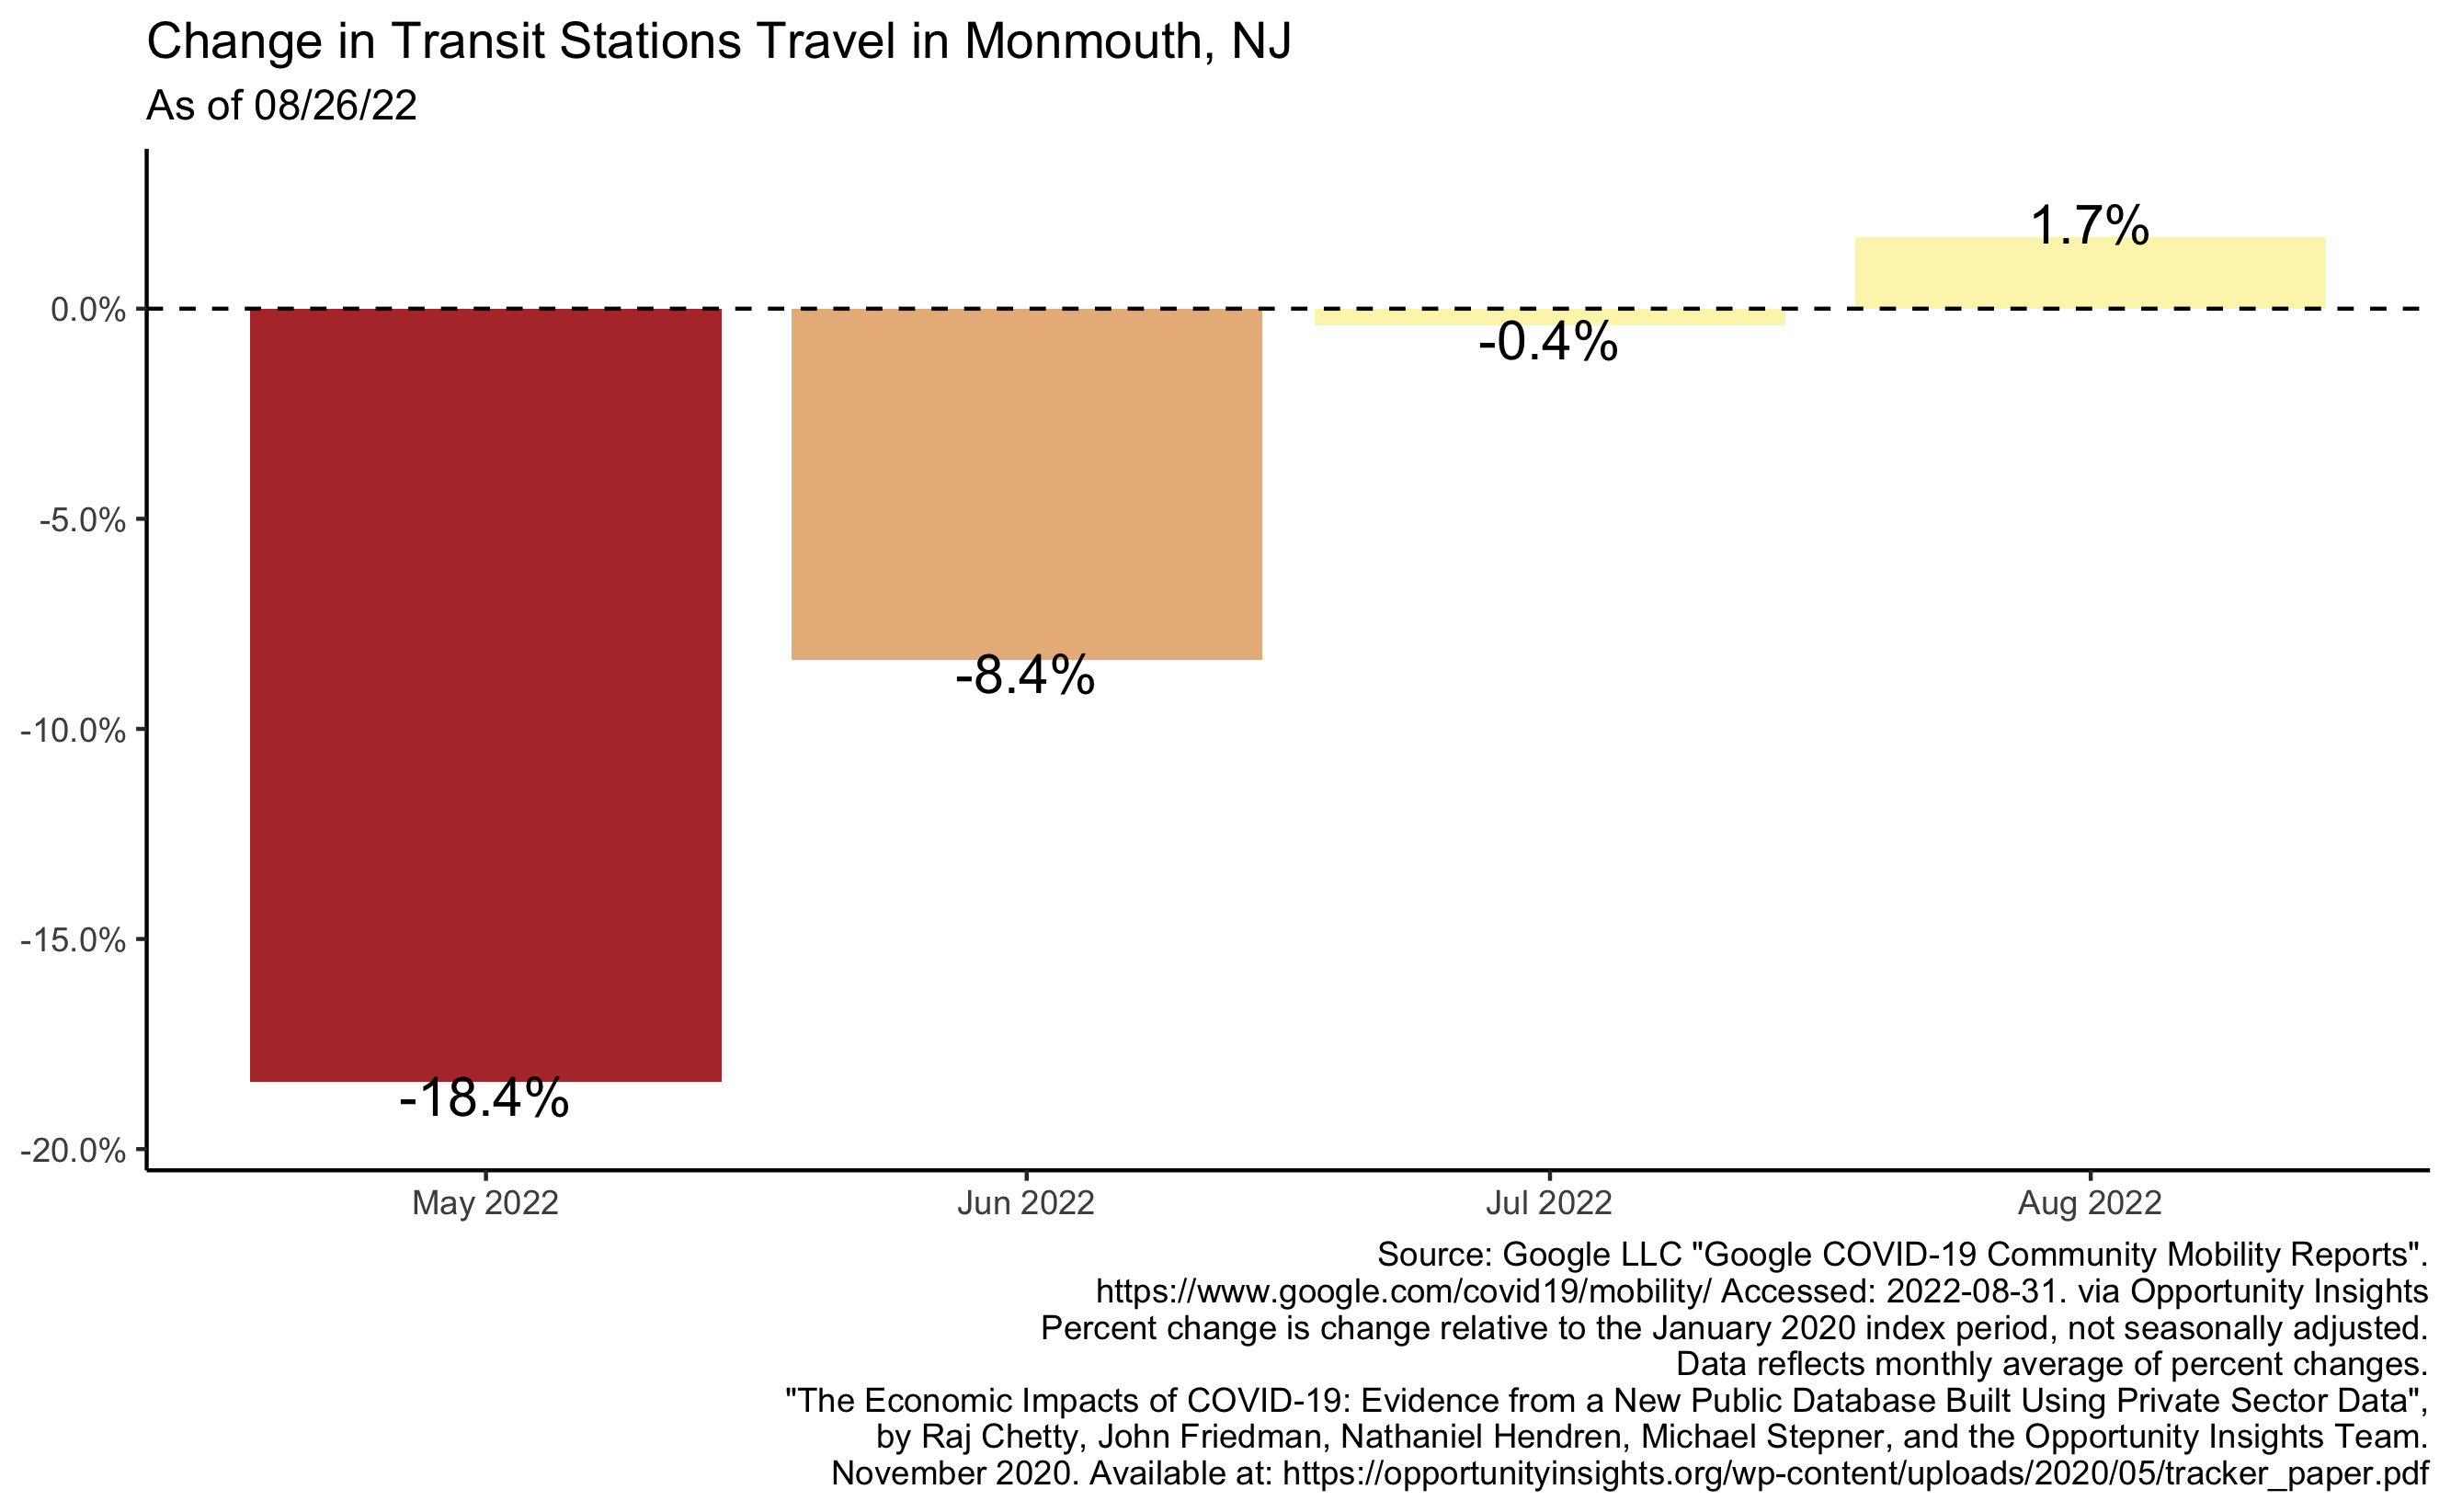 Change in Transit Stations Travel in Monmouth, NJ
As of 08/26/22
1.7%
0.0%
-0.4%
-5.0%
-8.4%
-10.0%
-15.0%
-18.4%
-20.0%
May 2022
Jun 2022
Jul 2022
Aug 2022
Source: Google LLC "Google COVID-19 Community Mobility Reports".
https://www.google.com/covid19/mobility/ Accessed: 2022-08-31. via Opportunity Insights
Percent change is change relative to the January 2020 index period, not seasonally adjusted.
Data reflects monthly average of percent changes.
"The Economic Impacts of COVID-19: Evidence from a New Public Database Built Using Private Sector Data",
by Raj Chetty, John Friedman, Nathaniel Hendren, Michael Stepner, and the Opportunity Insights Team.
November 2020. Available at: https://opportunityinsights.org/wp-content/uploads/2020/05/tracker_paper.pdf